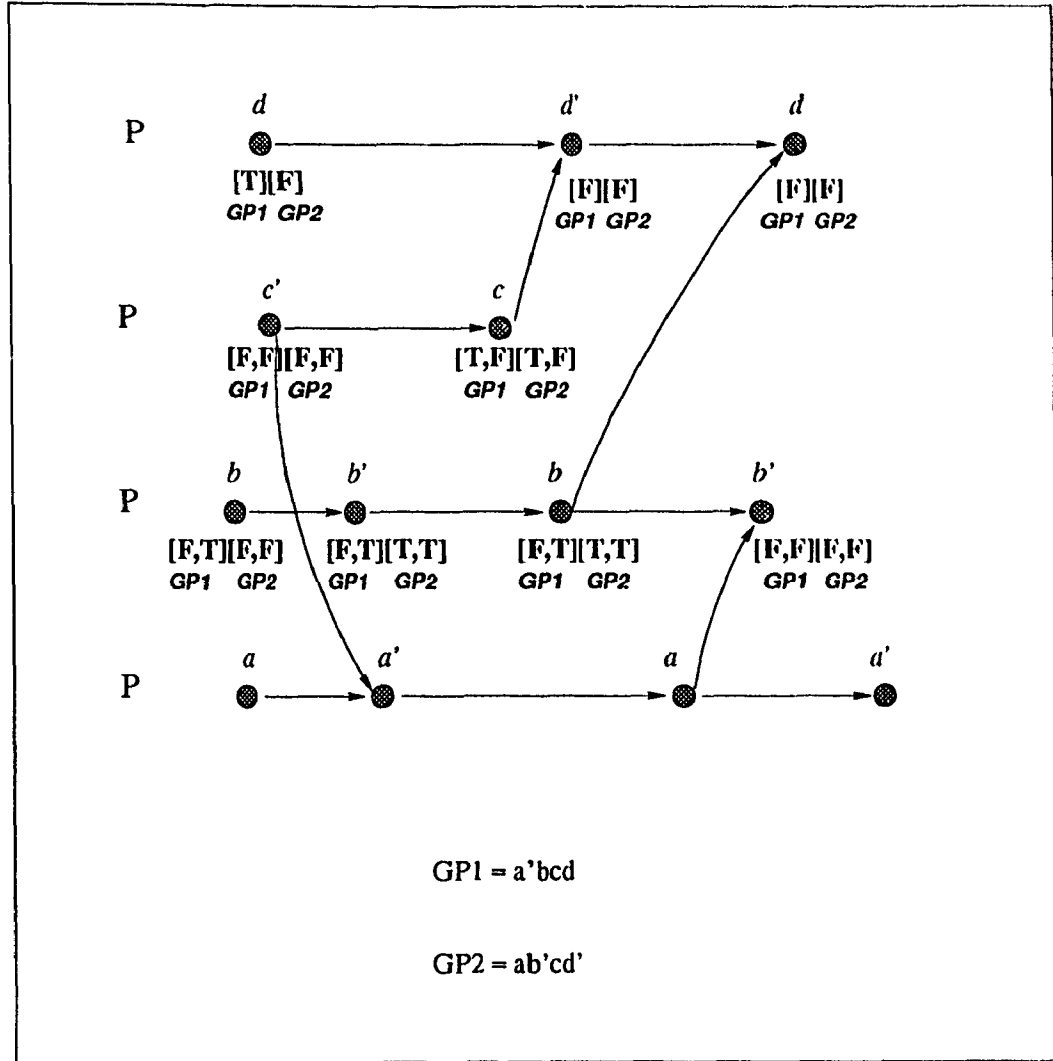 d d' d
P
[T][F] [F][F] [F][F]
GP1 GP2 GP1 GP2 GP1 GP2
c' c
P
[F,F][F,F] [T,F][T,F]
GP1 GP2 GP1 GP2
b b' b b'
P
[F,T][F,F] [F,T][T,T] [F,T][T,T] [F,F][F,F]
GP1 GP2 GP1 GP2 GP1 GP2 GP1 GP2
a a' a a'
P
GP1 = a'bcd
GP2 = ab'cd'